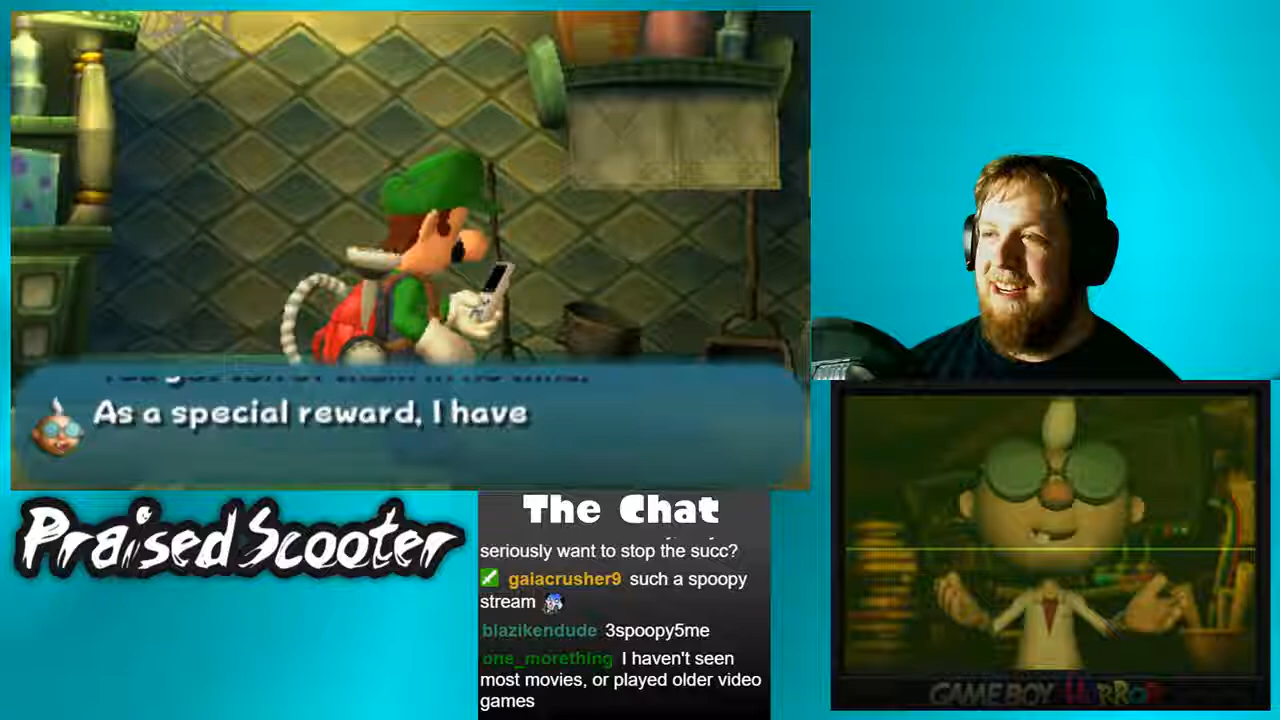 As a special reward, I have
PraisedScooter
The Chat
seriously want to stop the succ?
gaiacrusher9 such a spoopy
stream
blazikendude 3spoopy5me
one_morething I haven't seen
most movies, or played older video
games
GAME BOY HORROR